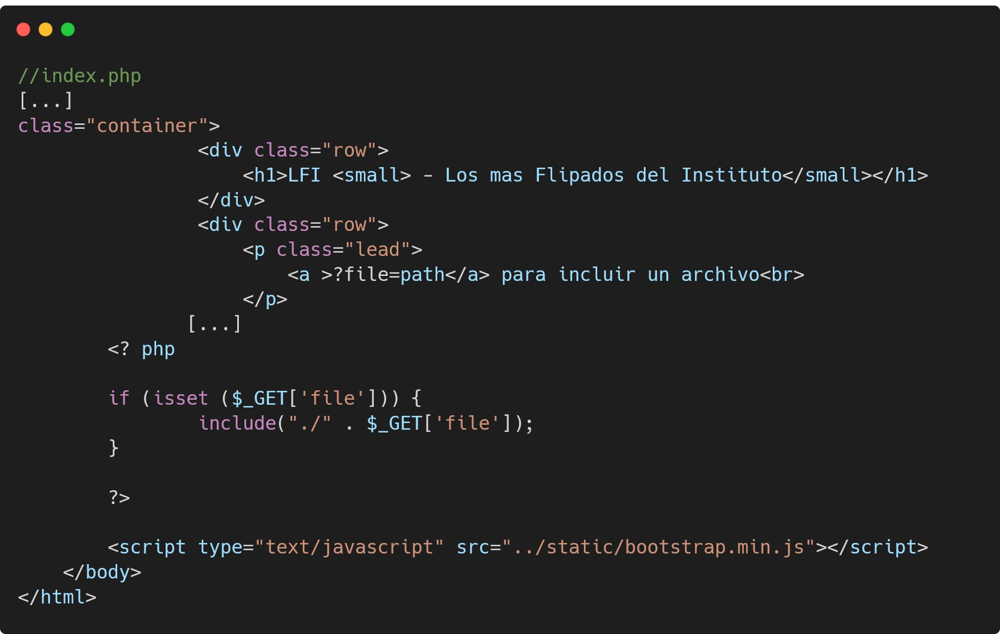 //index.php
[...]
class="container">
<div class="row">
<h1>LFI <small> - Los mas Flipados del Instituto</small></h1>
</div>
<div class="row">
<p class="lead">
<a >?file=path</a> para incluir un archivo<br>
</p>
[...]
<? php
if (isset ($_GET['file'])) {
include("./" . $_GET['file']);
}
?>
<script type="text/javascript" src="../static/bootstrap.min.js"></script>
</body>
</html>